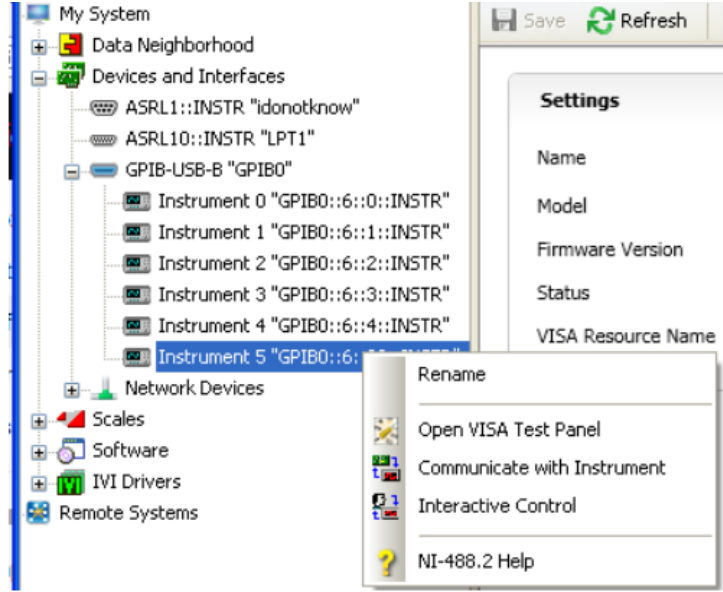 My System
Save Refresh
Data Neighborhood
Devices and Interfaces
Settings
ASRL1::INSTR "idonotknow"
ASRL10::INSTR "LPT1"
Name
GPIB-USB-B "GPIB0"
Instrument 0 "GPIB0::6::0::INSTR"
Model
Instrument 1 "GPIB0::6::1::INSTR"
Firmware Version
Instrument 2 "GPIB0::6::2::INSTR"
Instrument 3 "GPIB0::6::3::INSTR"
Status
Instrument 4 "GPIB0::6::4::INSTR"
VISA Resource Name
Instrument 5 "GPIB0::6:
Rename
Network Devices
Scales
Open VISA Test Panel
Software
Communicate with Instrument
IVI Drivers
Interactive Control
Remote Systems
NI-488.2 Help